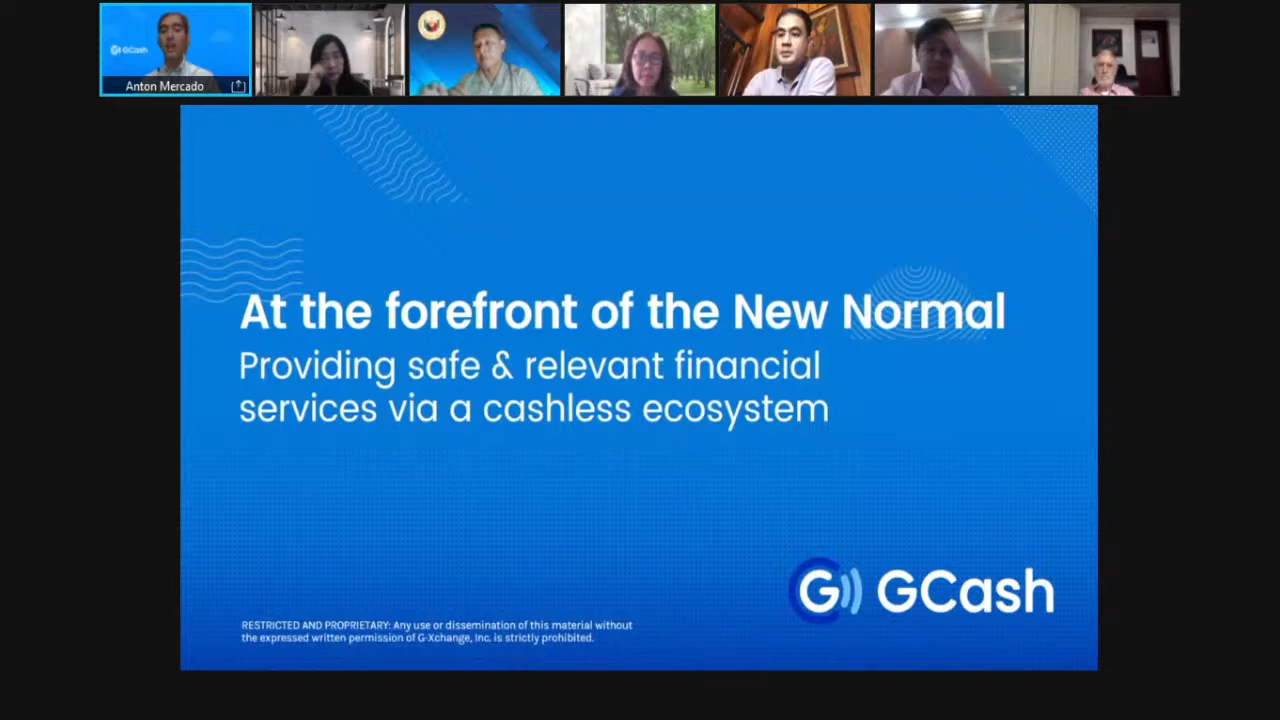 GCash
Anton Mercado
At the forefront of the New Normal
Providing safe & relevant financial
services via a cashless ecosystem
G GCash
RESTRICTED AND PROPRIETARY: Any use or dissemination of this material without
the expressed written permission of G-Xchange, Inc. is strictly prohibited.